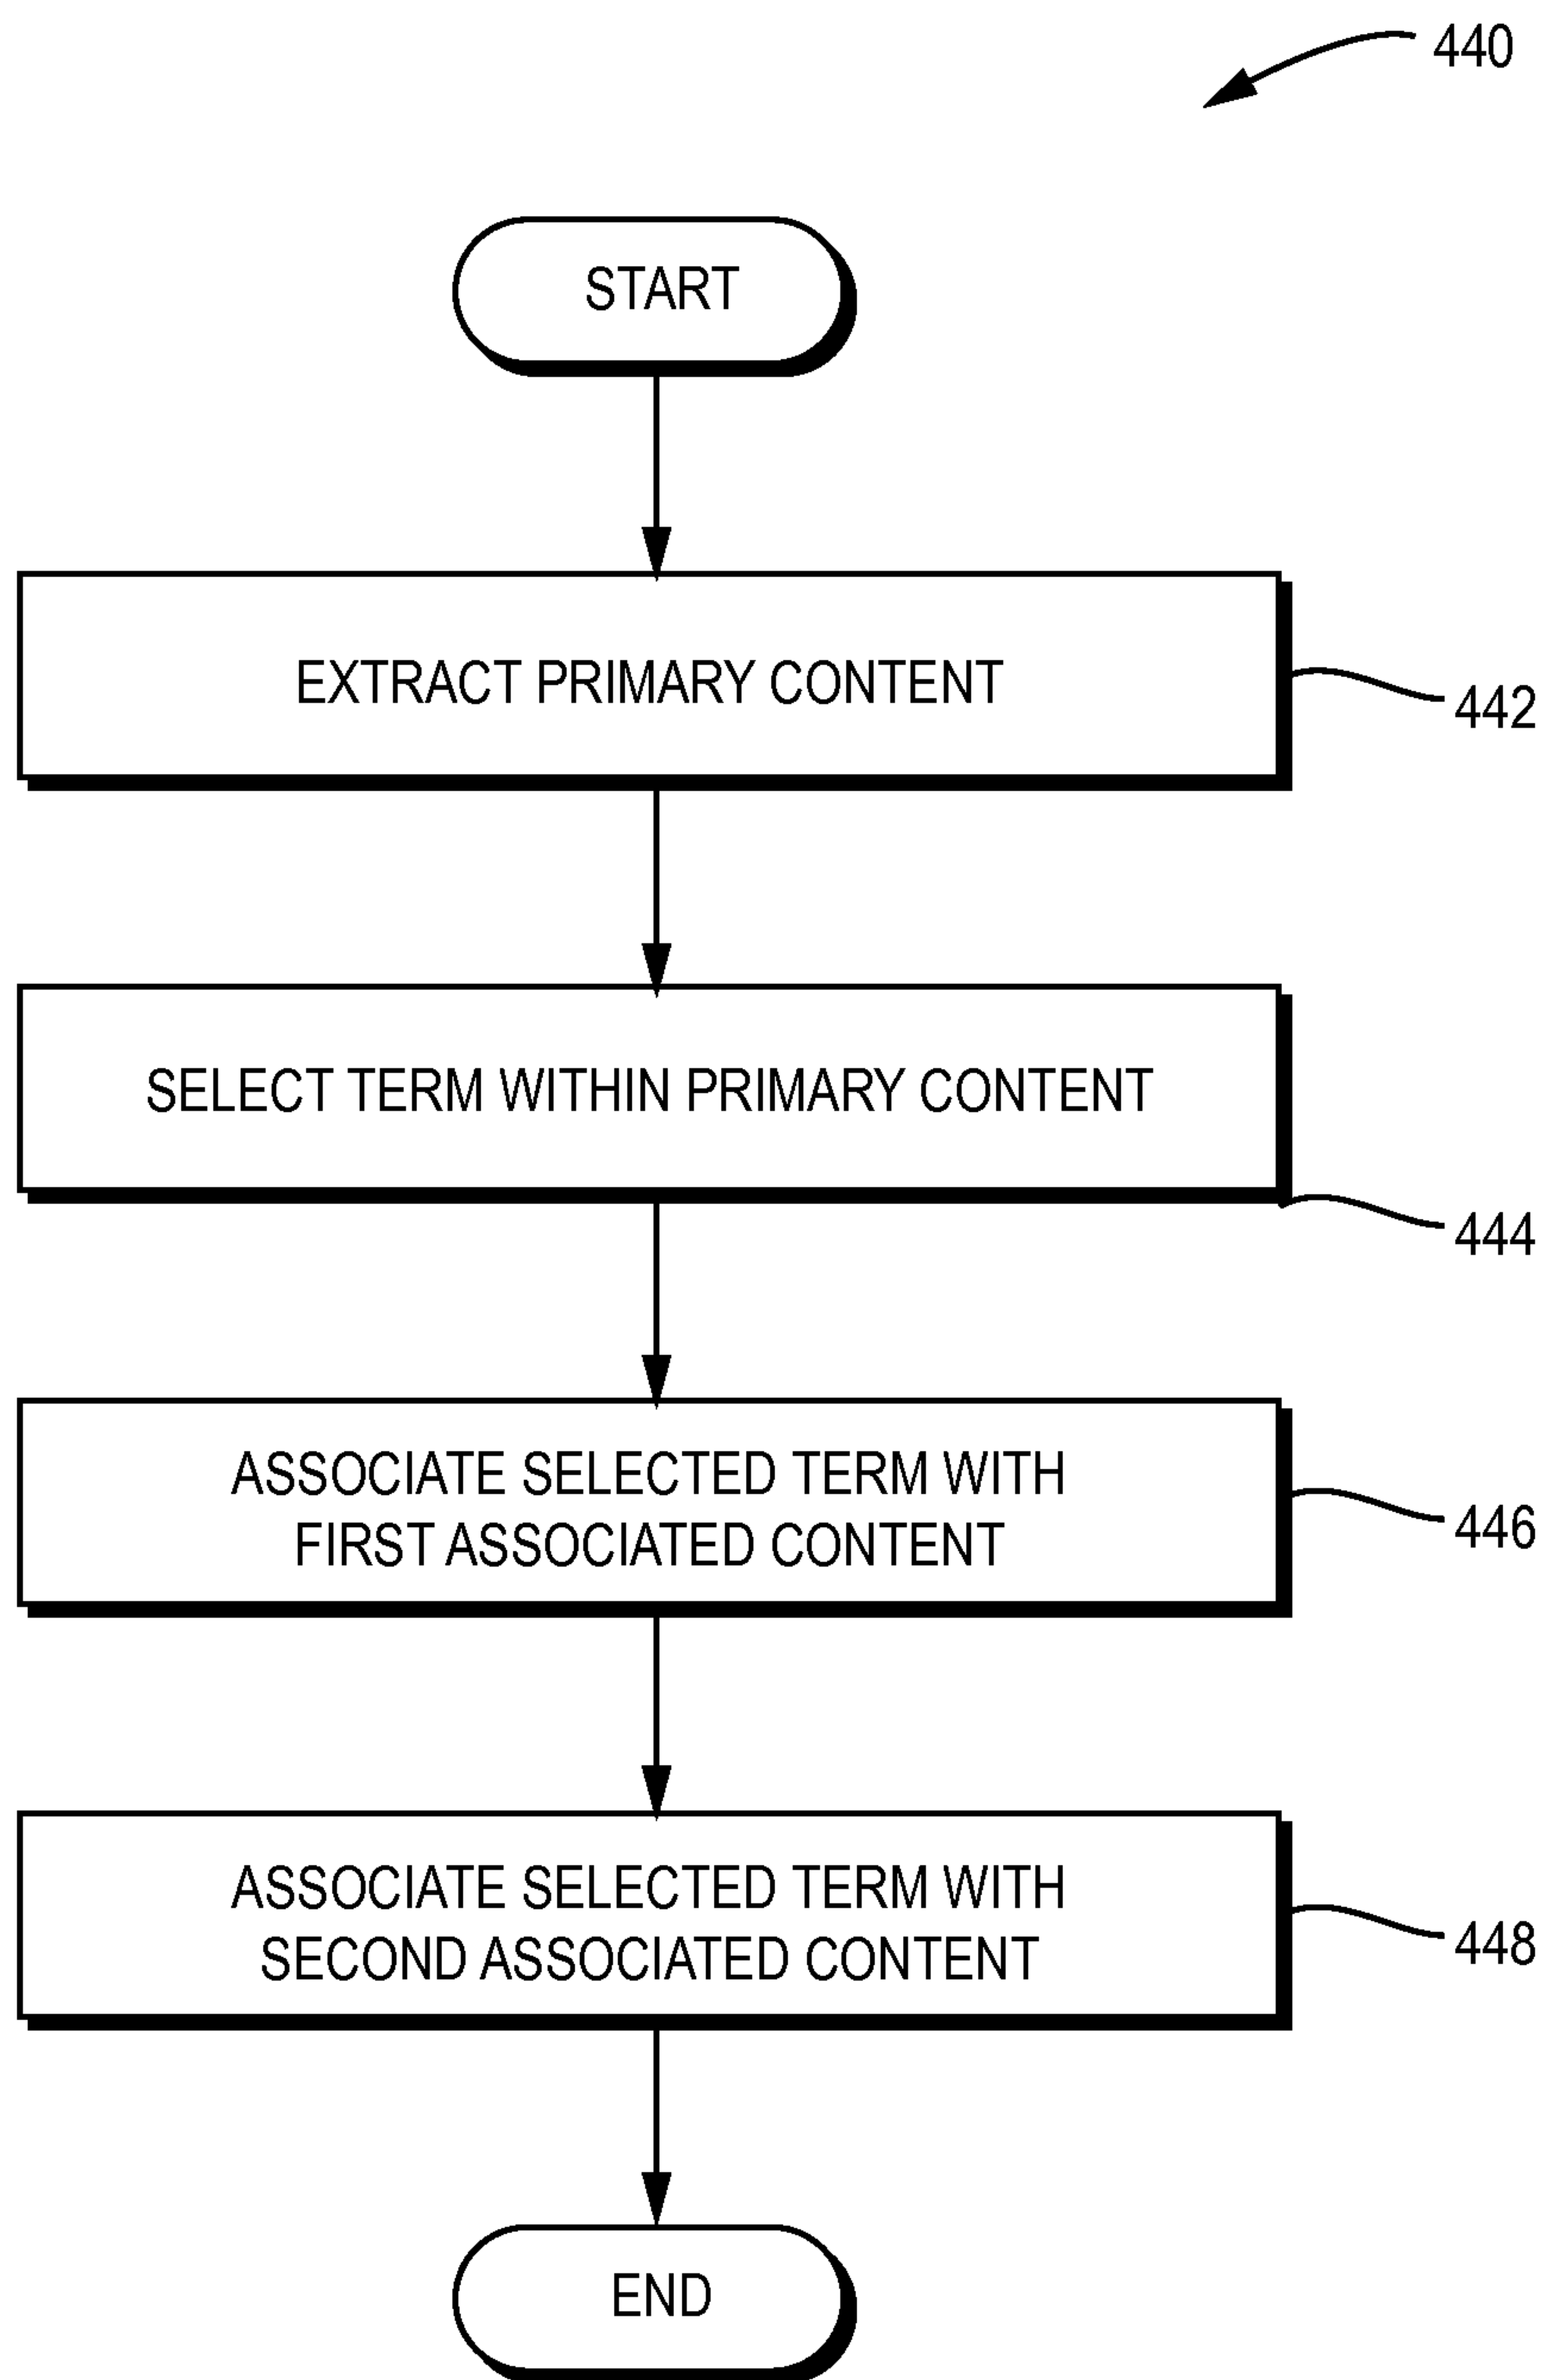 440
START
EXTRACT PRIMARY CONTENT
442
SELECT TERM WITHIN PRIMARY CONTENT
444
ASSOCIATE SELECTED TERM WITH
FIRST ASSOCIATED CONTENT
446
ASSOCIATE SELECTED TERM WITH
SECOND ASSOCIATED CONTENT
448
END